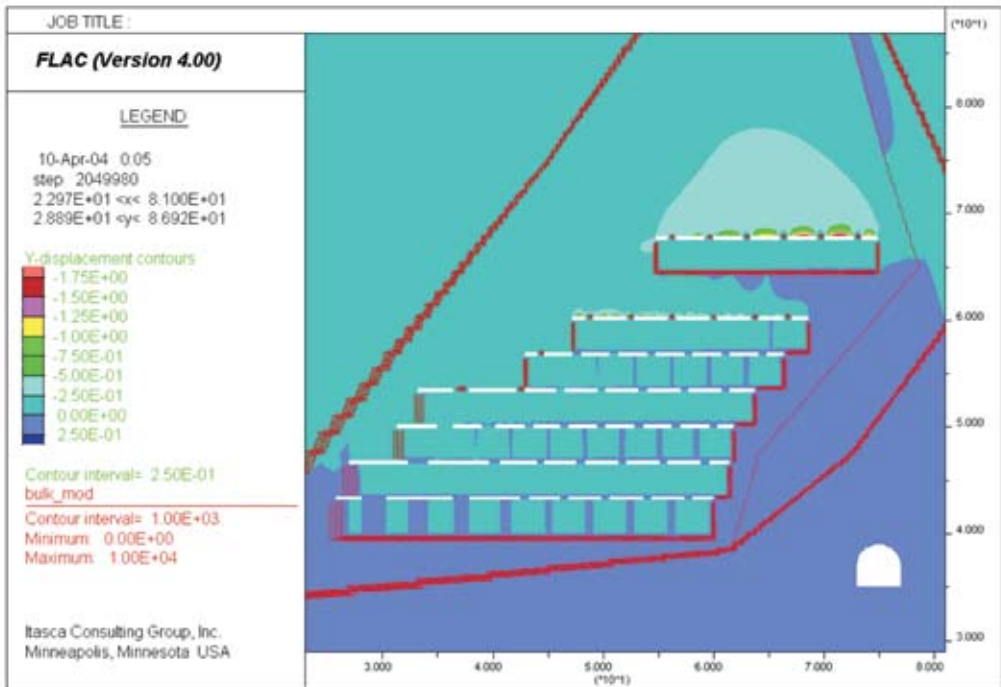 JOB TITLE :
FLAC (Version 4.00)
LEGEND
10-Apr-04 0:05
step 2049980
2.297E+01 <x< 8.100E+01
2.889E+01 <y< 8.692E+01
Y-displacement contours
-1.75E+00
-1.50E+00
-1.25E+00
-1.00E+00
-7.50E-01
-5.00E-01
-2.50E-01
0.00E+00
2.50E-01
Contour interval= 2.50E-01
bulk_mod
Contour interval= 1.00E+03
Minimum: 0.00E+00
Maximum: 1.00E+04
Itasca Consulting Group, Inc.
Minneapolis, Minnesota USA
(*10^1)
8.000
7.000
6.000
5.000
4.000
3.000
3.000 4.000 5.000 6.000 7.000 8.000
(*10^1)